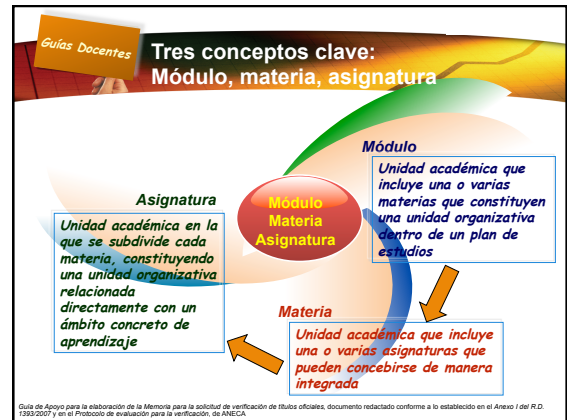 Guías Docentes
Tres conceptos clave:
Módulo, materia, asignatura
Módulo
Unidad académica que
incluye una o varias
materias que constituyen
una unidad organizativa
dentro de un plan de
estudios
Módulo
Materia
Asignatura
Asignatura
Unidad académica en la
que se subdivide cada
materia, constituyendo
una unidad organizativa
relacionada
directamente con un
ámbito concreto de
aprendizaje
Materia
Unidad académica que incluye
una o varias asignaturas que
pueden concebirse de manera
integrada
Guía de Apoyo para la elaboración de la Memoria para la solicitud de verificación de títulos oficiales, documento redactado conforme a lo establecido en el Anexo I del R.D.
1393/2007 y en el Protocolo de evaluación para la verificación, de ANECA